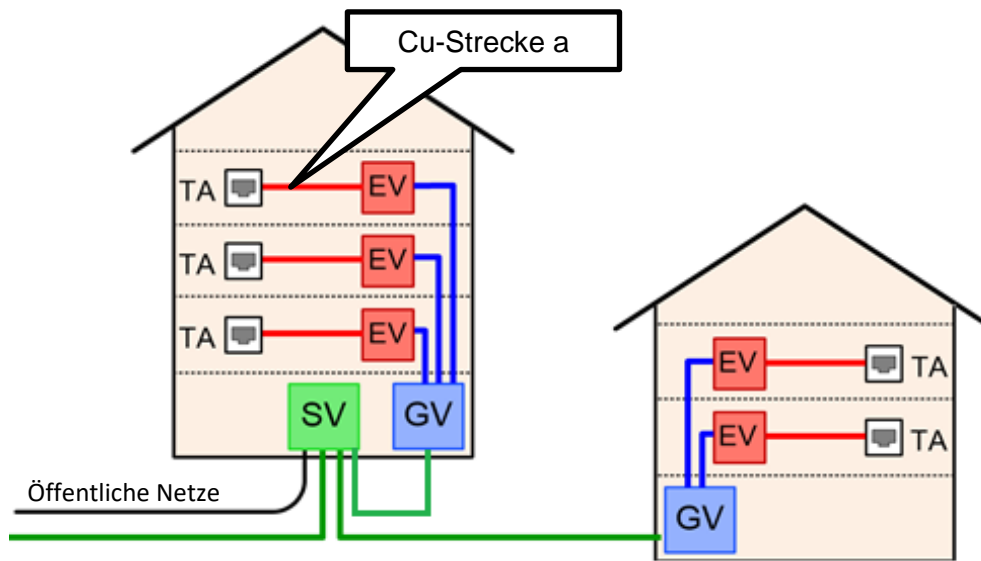 Cu-Strecke a
TA EV
TA EV
TA EV
SV GV
Öffentliche Netze
EV TA
EV TA
GV